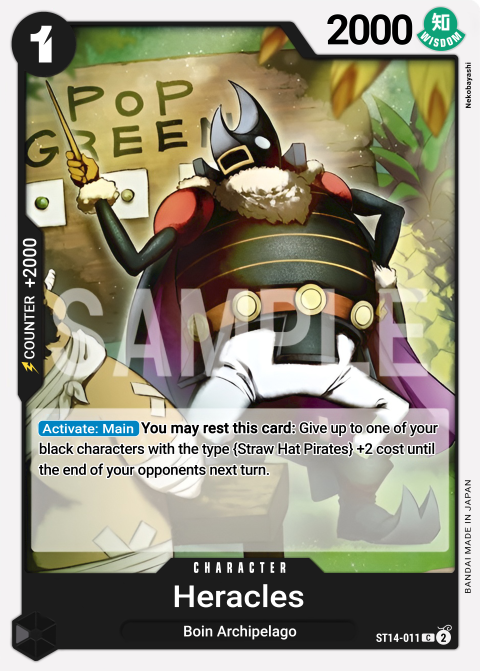 1
2000
知
WISDOM
Nekobayashi
POP
GREEN
COUNTER +2000
SAMPLE
Activate: Main You may rest this card: Give up to one of your
black characters with the type {Straw Hat Pirates} +2 cost until
the end of your opponents next turn.
CHARACTER
Heracles
Boin Archipelago
ST14-011 C 2
BANDAI MADE IN JAPAN